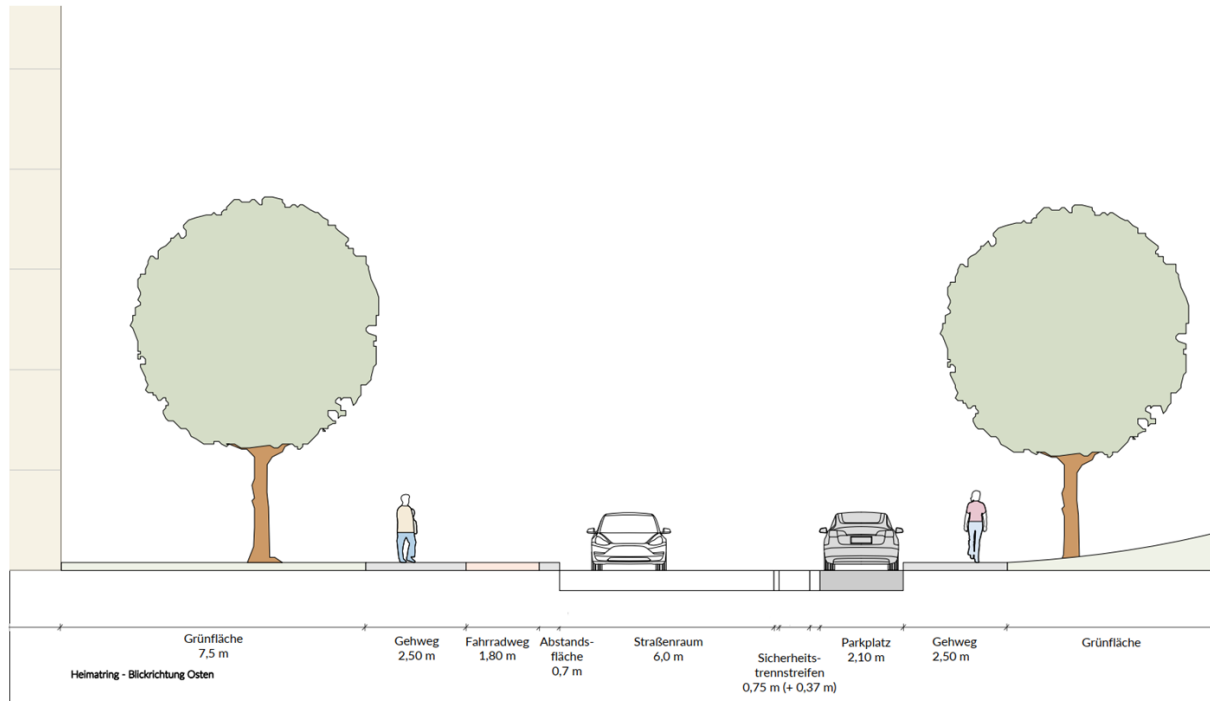 Grünfläche
7,5 m
Gehweg
2,50 m
Fahrradweg
1,80 m
Abstands-
fläche
0,7 m
Straßenraum
6,0 m
Sicherheits-
trennstreifen
0,75 m (+ 0,37 m)
Parkplatz
2,10 m
Gehweg
2,50 m
Grünfläche
Heimatring - Blickrichtung Osten